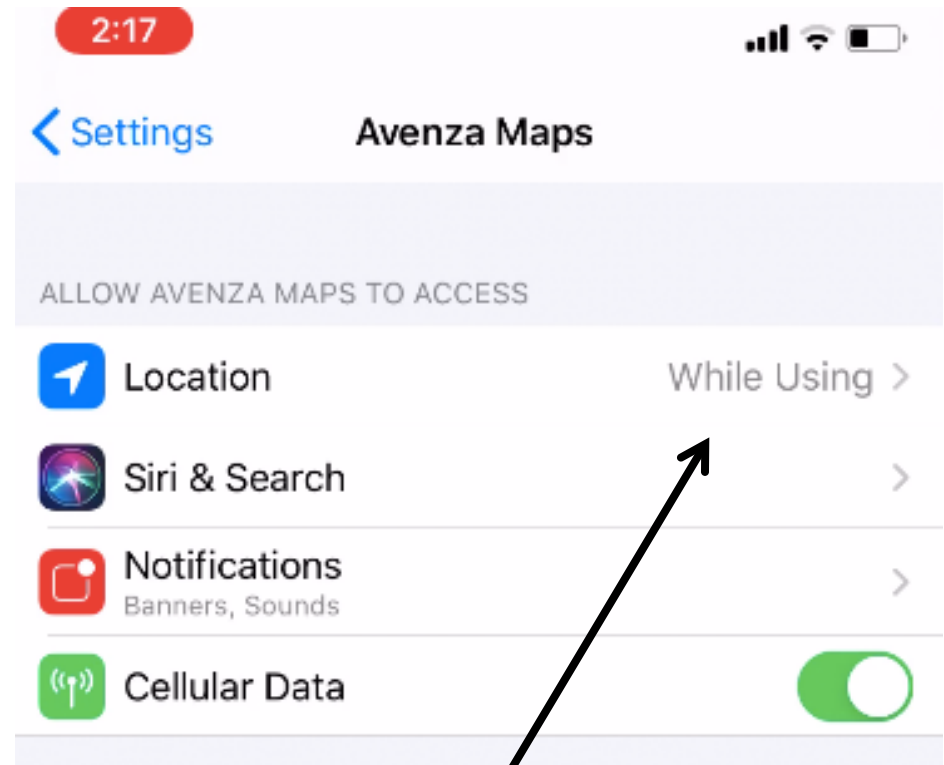 2:17
Settings Avenza Maps
ALLOW AVENZA MAPS TO ACCESS
Location While Using
Siri & Search
Notifications
Banners, Sounds
Cellular Data